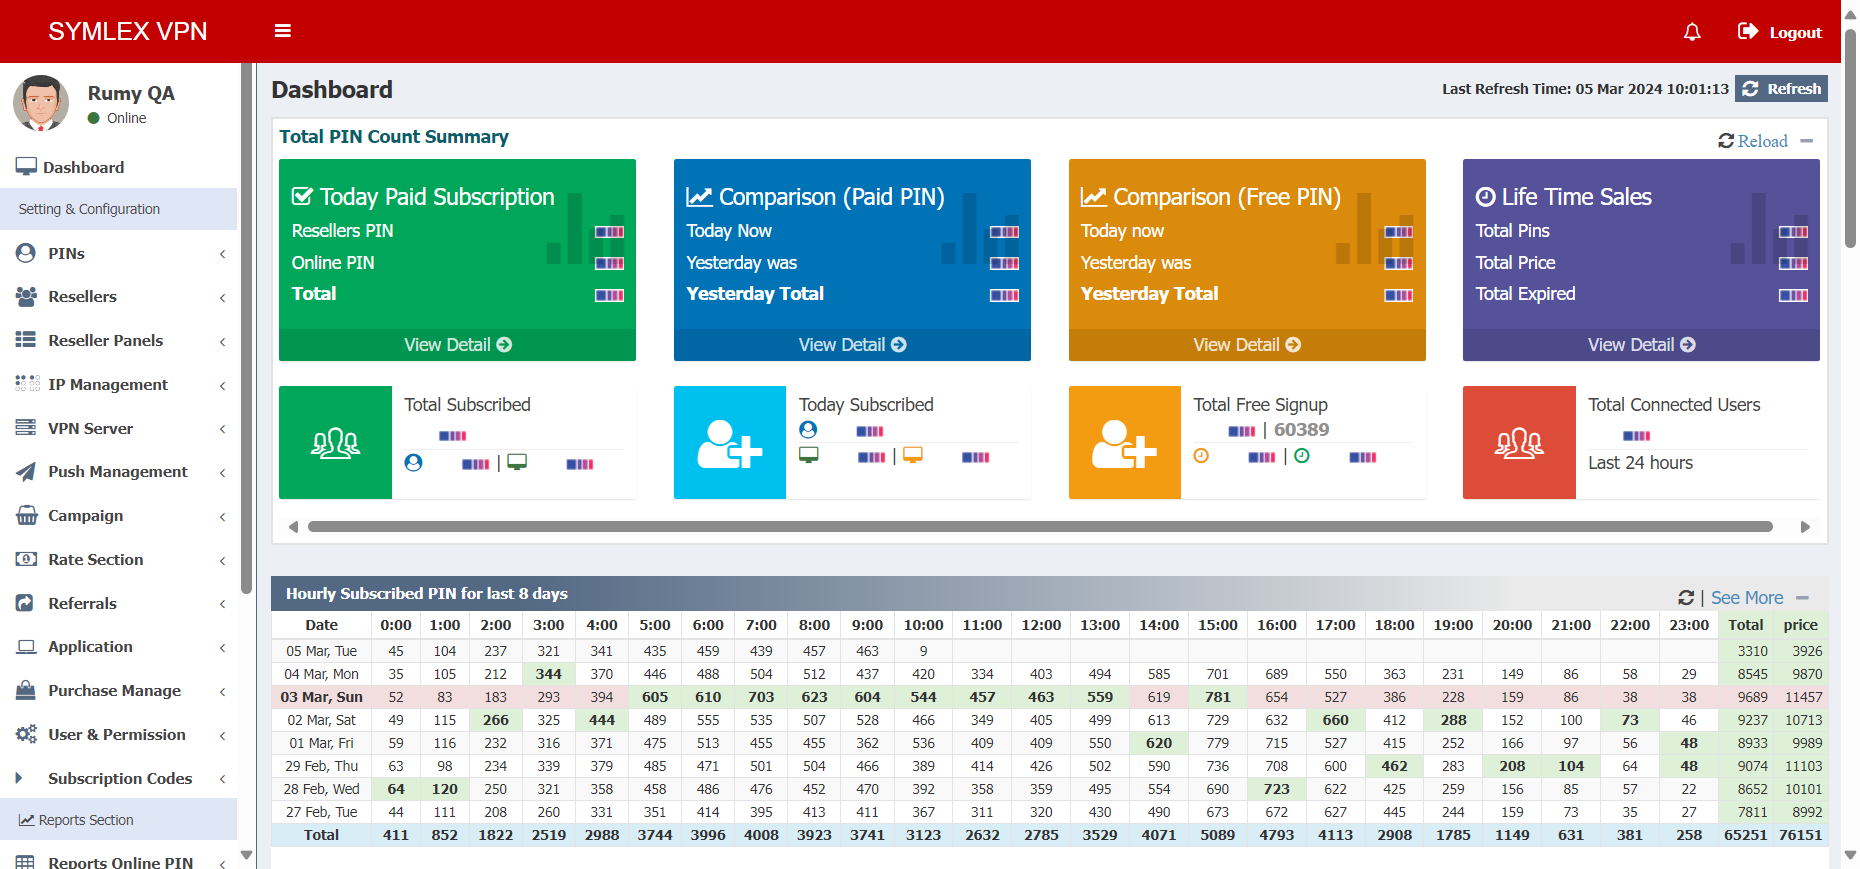 SYMLEX VPN
Logout
Rumy QA
Online
Dashboard
Setting & Configuration
PINs
Resellers
Reseller Panels
IP Management
VPN Server
Push Management
Campaign
Rate Section
Referrals
Application
Purchase Manage
User & Permission
Subscription Codes
Reports Section
Reports Online PIN
Dashboard
Last Refresh Time: 05 Mar 2024 10:01:13 Refresh
Total PIN Count Summary
Reload
Today Paid Subscription
Resellers PIN
Online PIN
Total
View Detail
Comparison (Paid PIN)
Today Now
Yesterday was
Yesterday Total
View Detail
Comparison (Free PIN)
Today now
Yesterday was
Yesterday Total
View Detail
Life Time Sales
Total Pins
Total Price
Total Expired
View Detail
Total Subscribed
|
Today Subscribed
|
Total Free Signup
| 60389
|
Total Connected Users
Last 24 hours
Hourly Subscribed PIN for last 8 days
| See More
Date 0:00 1:00 2:00 3:00 4:00 5:00 6:00 7:00 8:00 9:00 10:00 11:00 12:00 13:00 14:00 15:00 16:00 17:00 18:00 19:00 20:00 21:00 22:00 23:00 Total price
05 Mar, Tue 45 104 237 321 341 435 459 439 457 463 9 3310 3926
04 Mar, Mon 35 105 212 344 370 446 488 504 512 437 420 334 403 494 585 701 689 550 363 231 149 86 58 29 8545 9870
03 Mar, Sun 52 83 183 293 394 605 610 703 623 604 544 457 463 559 619 781 654 527 386 228 159 86 38 38 9689 11457
02 Mar, Sat 49 115 266 325 444 489 555 535 507 528 466 349 405 499 613 729 632 660 412 288 152 100 73 46 9237 10713
01 Mar, Fri 59 116 232 316 371 475 513 455 455 362 536 409 409 550 620 779 715 527 415 252 166 97 56 48 8933 9989
29 Feb, Thu 63 98 234 339 379 485 471 501 504 466 389 414 426 502 590 736 708 600 462 283 208 104 64 48 9074 11103
28 Feb, Wed 64 120 250 321 358 458 486 476 452 470 392 358 359 495 554 690 723 622 425 259 156 85 57 22 8652 10101
27 Feb, Tue 44 111 208 260 331 351 414 395 413 411 367 311 320 430 490 673 672 627 445 244 159 73 35 27 7811 8992
Total 411 852 1822 2519 2988 3744 3996 4008 3923 3741 3123 2632 2785 3529 4071 5089 4793 4113 2908 1785 1149 631 381 258 65251 76151